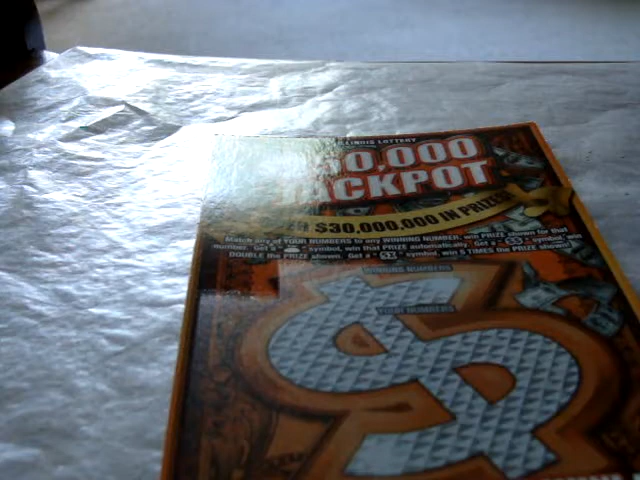 ILLINOIS LOTTERY
0,000
JACKPOT
$30,000,000 IN PRIZES
Match any of YOUR NUMBERS to any WINNING NUMBER, win PRIZE shown for that
number. Get a " " symbol, win that PRIZE automatically. Get a " $$ " symbol, win
DOUBLE the PRIZE shown. Get a " 5X " symbol, win 5 TIMES the PRIZE shown!
WINNING NUMBERS
YOUR NUMBERS